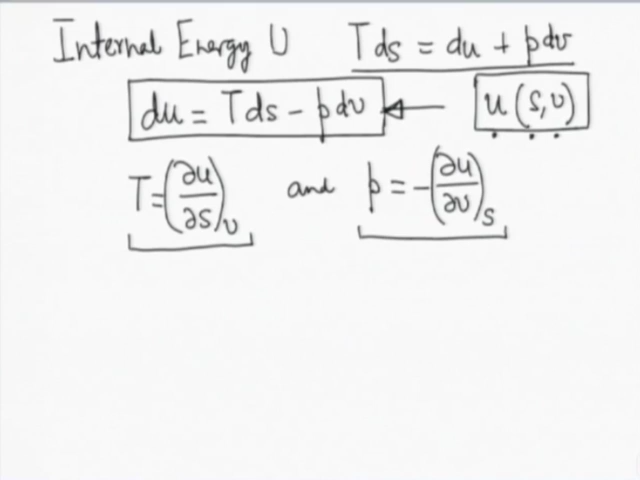 Internal Energy U Tds = du + pdv
du = Tds - pdv ← u(s,v)
T = (∂u/∂s)_v and p = -(∂u/∂v)_s